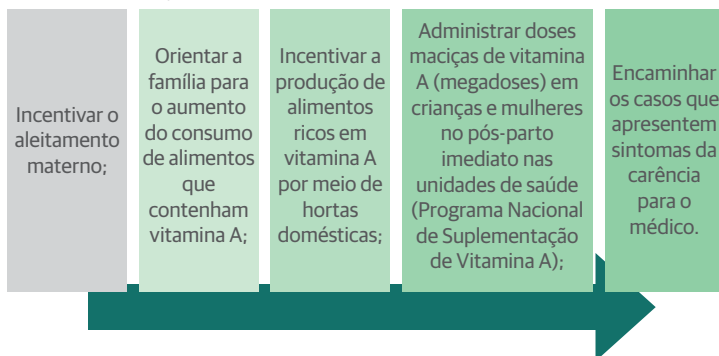 Incentivar o
aleitamento
materno;
Orientar a
família para
o aumento
do consumo
de alimentos
que
contenham
vitamina A;
Incentivar a
produção de
alimentos
ricos em
vitamina A
por meio de
hortas
domésticas;
Administrar doses
maciças de vitamina
A (megadoses) em
crianças e mulheres
no pós-parto
imediato nas
unidades de saúde
(Programa Nacional
de Suplementação
de Vitamina A);
Encaminhar
os casos que
apresentem
sintomas da
carência
para o
médico.